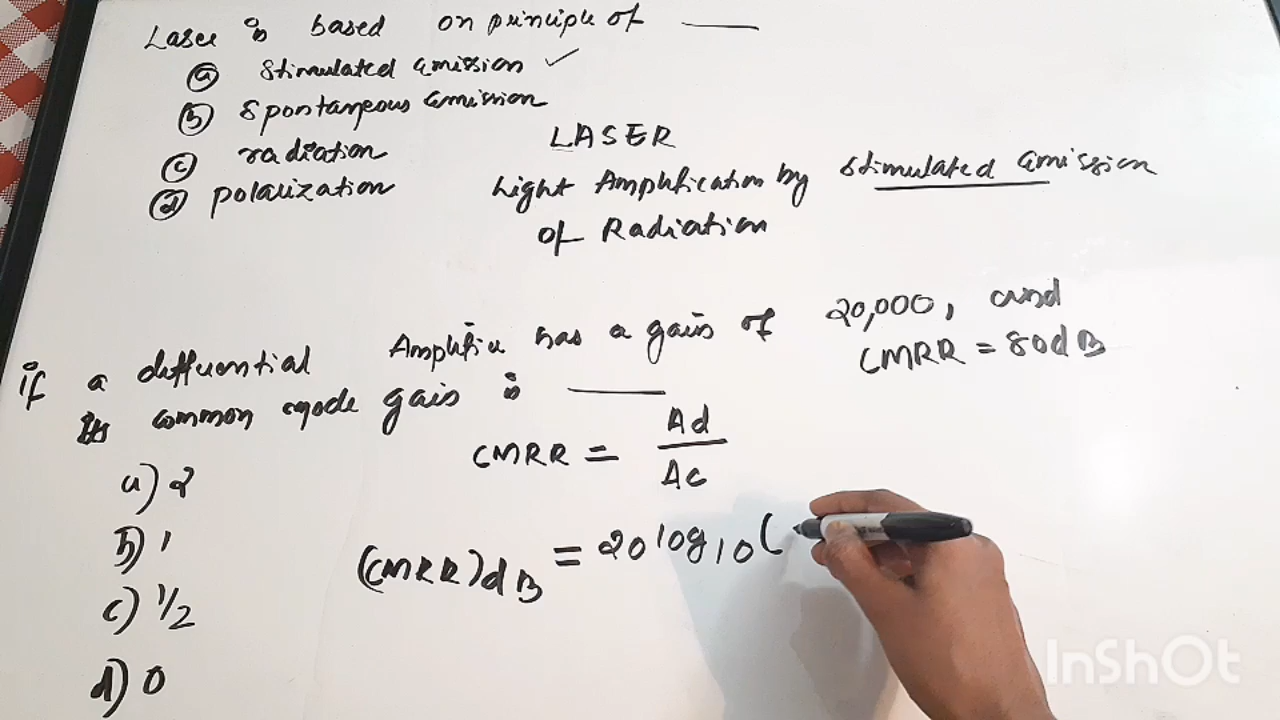 Laser is based on principle of ____
(a) stimulated emission ✓
(b) spontaneous emission
(c) radiation
(d) polarization
LASER
Light Amplification by stimulated emission
of Radiation
if a differential Amplifier has a gain of 20,000, and
CMRR = 80dB
its common mode gain is ____
a) 2
b) 1
c) 1/2
d) 0
CMRR = Ad/Ac
(CMRR)dB = 20 log10 (
InShOt